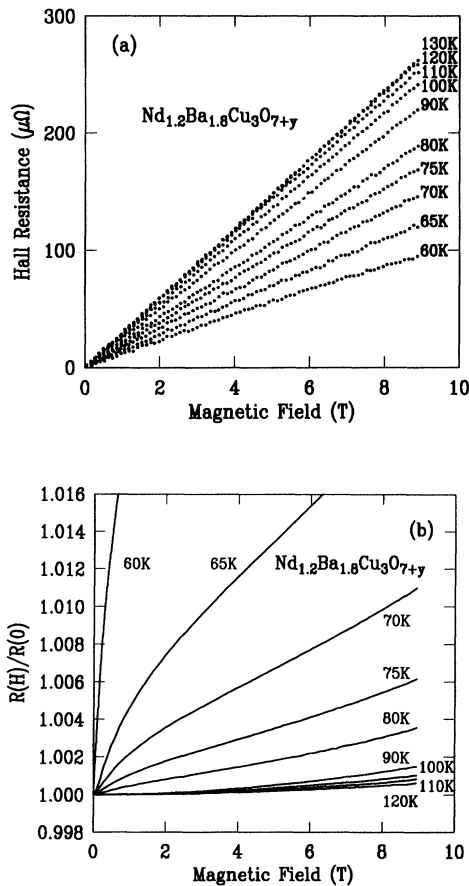 300
200
100
0
Hall Resistance (μΩ)
(a)
Nd1.2Ba1.8Cu3O7+y
130K
120K
110K
100K
90K
80K
75K
70K
65K
60K
0 2 4 6 8 10
Magnetic Field (T)
1.016
1.014
1.012
1.010
1.008
1.006
1.004
1.002
1.000
0.998
R(H)/R(0)
(b)
60K
65K
Nd1.2Ba1.8Cu3O7+y
70K
75K
80K
90K
100K
110K
120K
0 2 4 6 8 10
Magnetic Field (T)